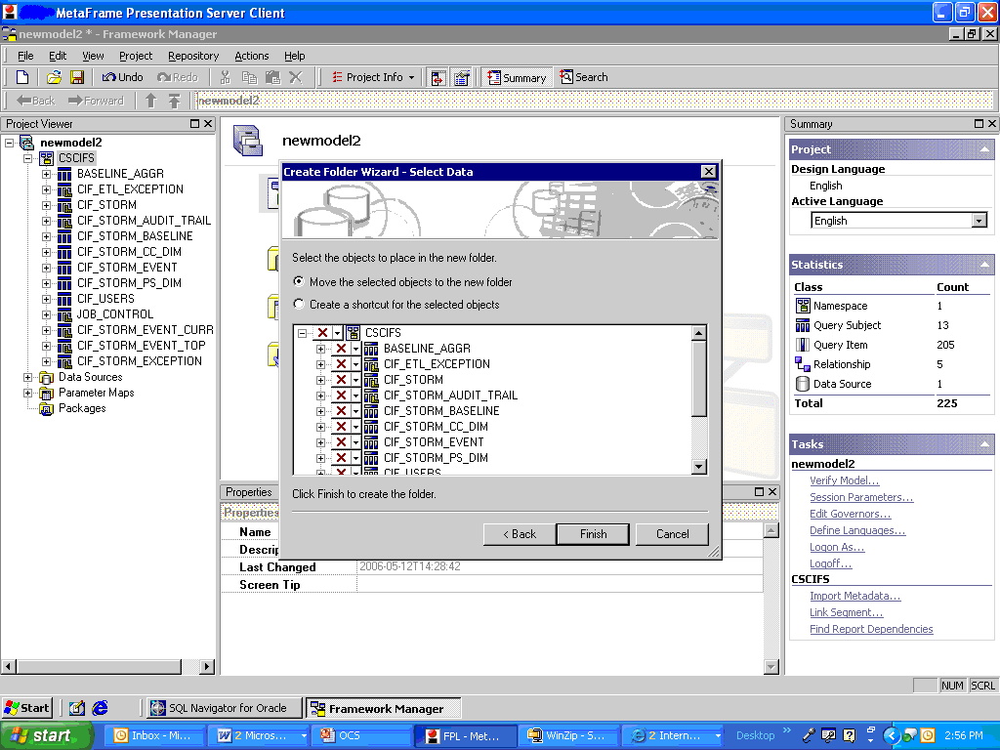 MetaFrame Presentation Server Client
newmodel2 * - Framework Manager
File Edit View Project Repository Actions Help
Undo Redo Project Info Summary Search
Back Forward newmodel2
Project Viewer
newmodel2
CSCIFS
BASELINE_AGGR
CIF_ETL_EXCEPTION
CIF_STORM
CIF_STORM_AUDIT_TRAIL
CIF_STORM_BASELINE
CIF_STORM_CC_DIM
CIF_STORM_EVENT
CIF_STORM_PS_DIM
CIF_USERS
JOB_CONTROL
CIF_STORM_EVENT_CURR
CIF_STORM_EVENT_TOP
CIF_STORM_EXCEPTION
Data Sources
Parameter Maps
Packages
newmodel2
Create Folder Wizard - Select Data
Select the objects to place in the new folder.
Move the selected objects to the new folder
Create a shortcut for the selected objects
CSCIFS
BASELINE_AGGR
CIF_ETL_EXCEPTION
CIF_STORM
CIF_STORM_AUDIT_TRAIL
CIF_STORM_BASELINE
CIF_STORM_CC_DIM
CIF_STORM_EVENT
CIF_STORM_PS_DIM
CIF_USERS
Click Finish to create the folder.
< Back Finish Cancel
Properties
Properties
Name
Descrip
Last Changed 2006-05-12T14:28:42
Screen Tip
Summary
Project
Design Language
English
Active Language
English
Statistics
Class Count
Namespace 1
Query Subject 13
Query Item 205
Relationship 5
Data Source 1
Total 225
Tasks
newmodel2
Verify Model...
Session Parameters...
Edit Governors...
Define Languages...
Logon As...
Logoff...
CSCIFS
Import Metadata...
Link Segment...
Find Report Dependencies
NUM SCRL
Start SQL Navigator for Oracle Framework Manager
start Inbox - Mi... 2 Micros... OCS FPL - Met... WinZip - S... 2 Intern... Desktop » 2:56 PM